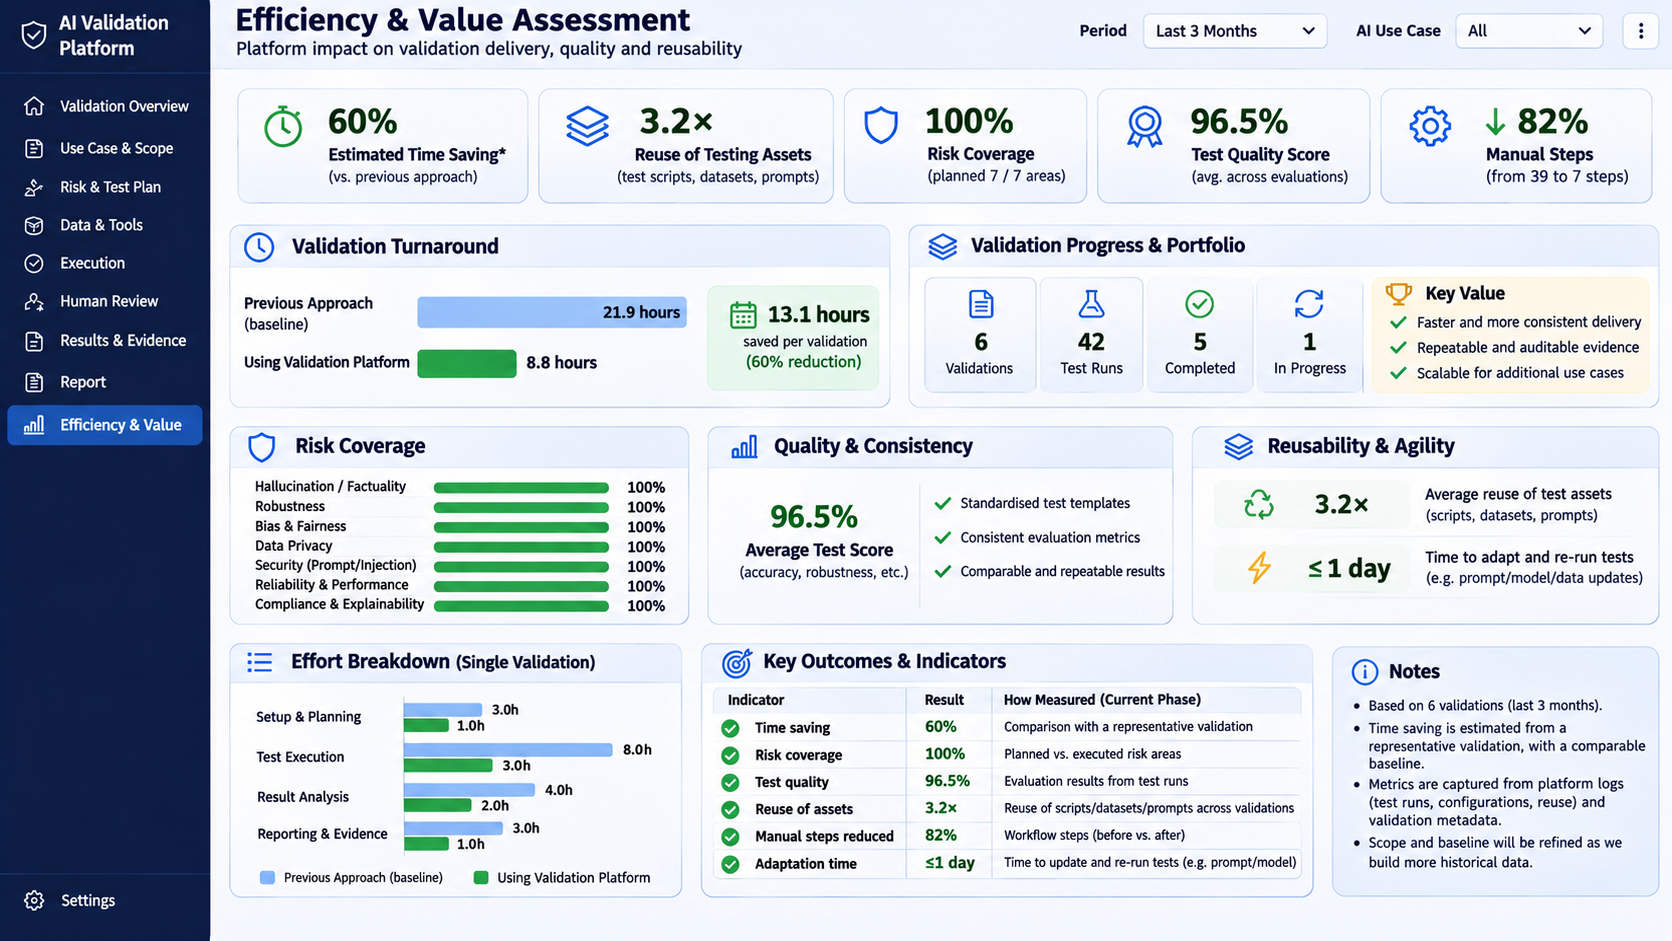 AI Validation
Platform
Validation Overview
Use Case & Scope
Risk & Test Plan
Data & Tools
Execution
Human Review
Results & Evidence
Report
Efficiency & Value
Settings
Efficiency & Value Assessment
Platform impact on validation delivery, quality and reusability
Period
Last 3 Months
AI Use Case
All
60%
Estimated Time Saving*
(vs. previous approach)
3.2×
Reuse of Testing Assets
(test scripts, datasets, prompts)
100%
Risk Coverage
(planned 7 / 7 areas)
96.5%
Test Quality Score
(avg. across evaluations)
↓ 82%
Manual Steps
(from 39 to 7 steps)
Validation Turnaround
Previous Approach
(baseline)
21.9 hours
Using Validation Platform
8.8 hours
13.1 hours
saved per validation
(60% reduction)
Validation Progress & Portfolio
6
Validations
42
Test Runs
5
Completed
1
In Progress
Key Value
Faster and more consistent delivery
Repeatable and auditable evidence
Scalable for additional use cases
Risk Coverage
Hallucination / Factuality 100%
Robustness 100%
Bias & Fairness 100%
Data Privacy 100%
Security (Prompt/Injection) 100%
Reliability & Performance 100%
Compliance & Explainability 100%
Quality & Consistency
96.5%
Average Test Score
(accuracy, robustness, etc.)
Standardised test templates
Consistent evaluation metrics
Comparable and repeatable results
Reusability & Agility
3.2×
Average reuse of test assets
(scripts, datasets, prompts)
≤ 1 day
Time to adapt and re-run tests
(e.g. prompt/model/data updates)
Effort Breakdown (Single Validation)
Setup & Planning
3.0h
1.0h
Test Execution
8.0h
3.0h
Result Analysis
4.0h
2.0h
Reporting & Evidence
3.0h
1.0h
Previous Approach (baseline)
Using Validation Platform
Key Outcomes & Indicators
Indicator Result How Measured (Current Phase)
Time saving 60% Comparison with a representative validation
Risk coverage 100% Planned vs. executed risk areas
Test quality 96.5% Evaluation results from test runs
Reuse of assets 3.2× Reuse of scripts/datasets/prompts across validations
Manual steps reduced 82% Workflow steps (before vs. after)
Adaptation time ≤1 day Time to update and re-run tests (e.g. prompt/model)
Notes
• Based on 6 validations (last 3 months).
• Time saving is estimated from a
representative validation, with a comparable
baseline.
• Metrics are captured from platform logs
(test runs, configurations, reuse) and
validation metadata.
• Scope and baseline will be refined as we
build more historical data.